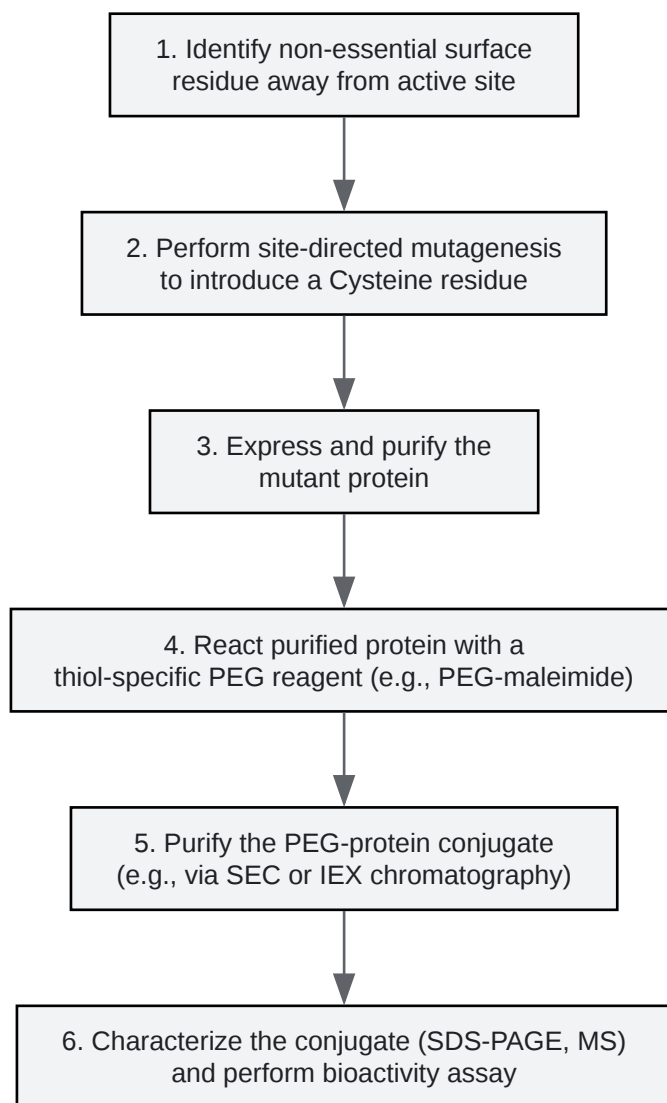 1. Identify non-essential surface
residue away from active site
2. Perform site-directed mutagenesis
to introduce a Cysteine residue
3. Express and purify the
mutant protein
4. React purified protein with a
thiol-specific PEG reagent (e.g., PEG-maleimide)
5. Purify the PEG-protein conjugate
(e.g., via SEC or IEX chromatography)
6. Characterize the conjugate (SDS-PAGE, MS)
and perform bioactivity assay